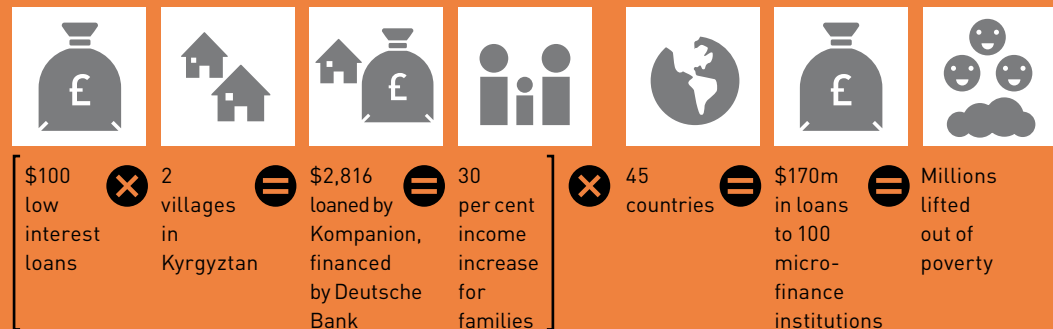 £
£
£
$100
low
interest
loans
×
2
villages
in
Kyrgyztan
=
$2,816
loaned by
Kompanion,
financed
by Deutsche
Bank
=
30
per cent
income
increase
for
families
×
45
countries
=
$170m
in loans
to 100
micro-
finance
institutions
=
Millions
lifted
out of
poverty